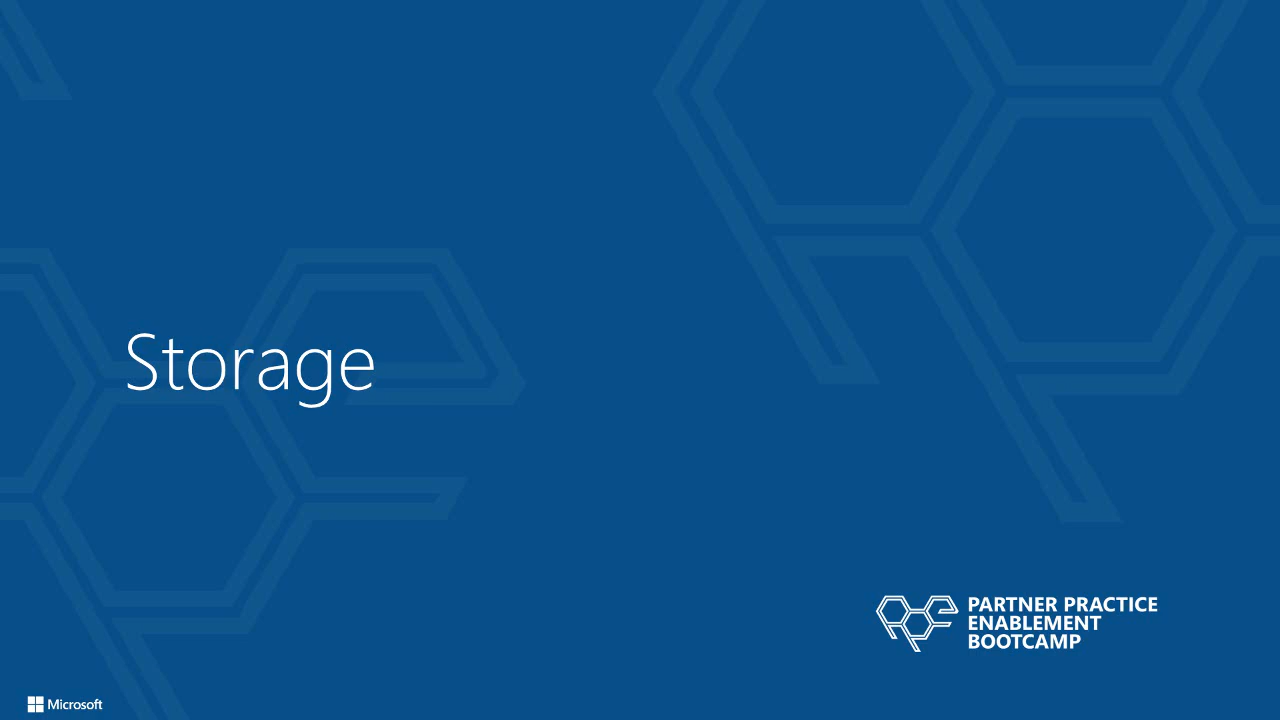 Storage
PARTNER PRACTICE
ENABLEMENT
BOOTCAMP
Microsoft